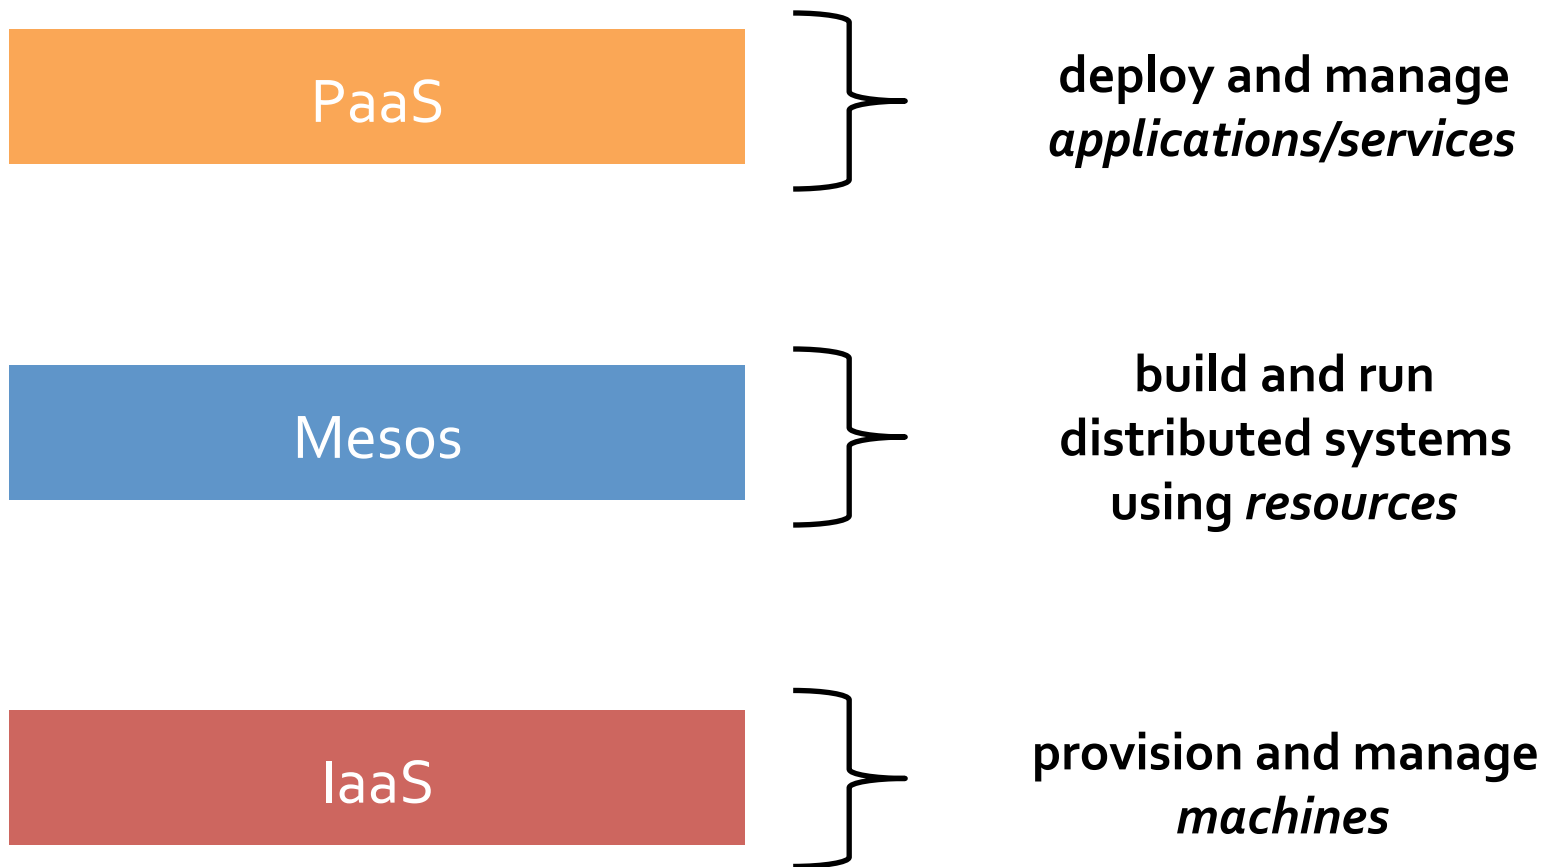 PaaS
deploy and manage
applications/services
Mesos
build and run
distributed systems
using resources
IaaS
provision and manage
machines